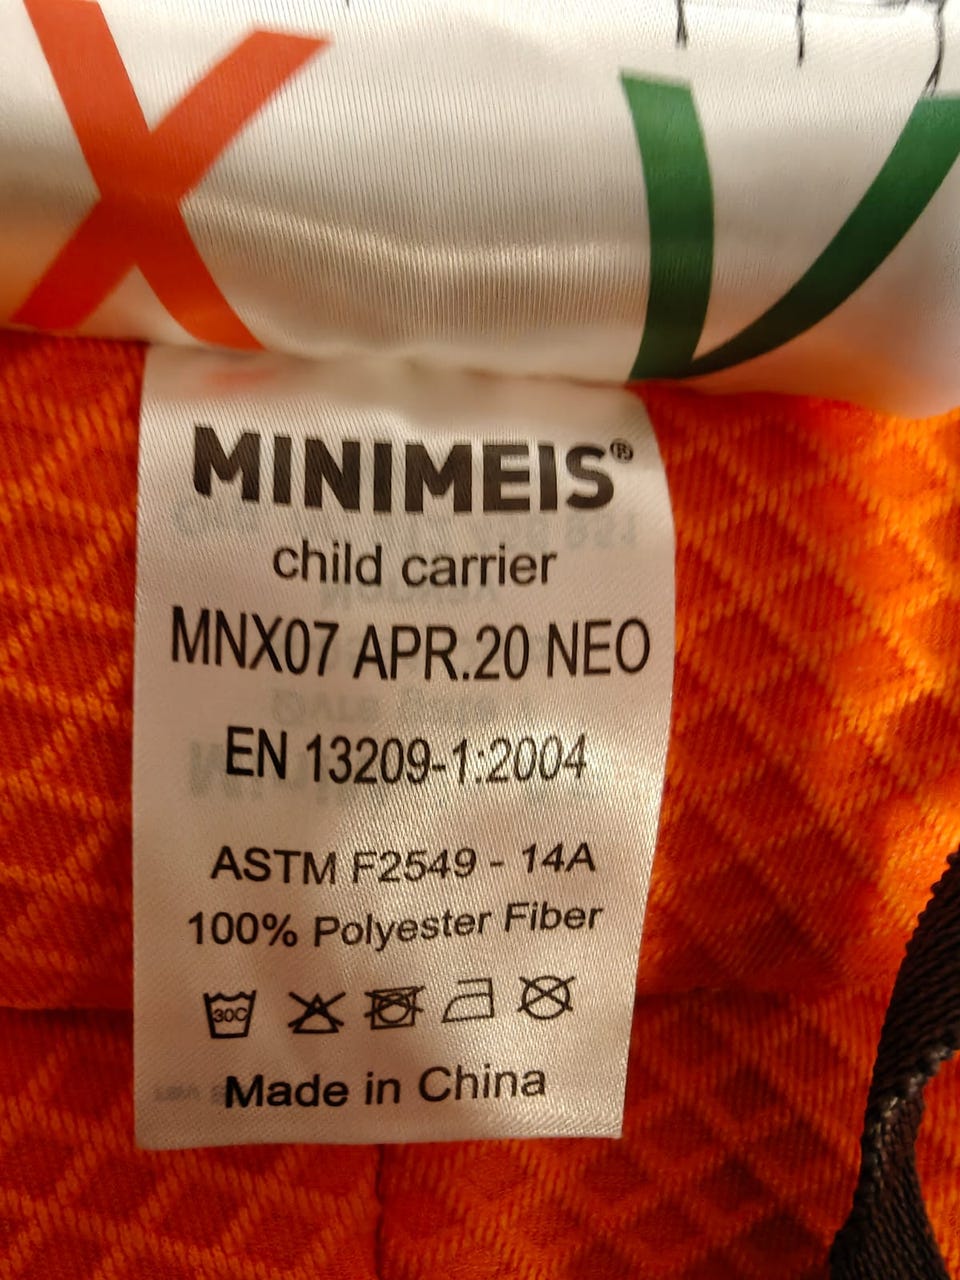 MINIMEIS®
child carrier
MNX07 APR.20 NEO
EN 13209-1:2004
ASTM F2549 - 14A
100% Polyester Fiber
30C
Made in China